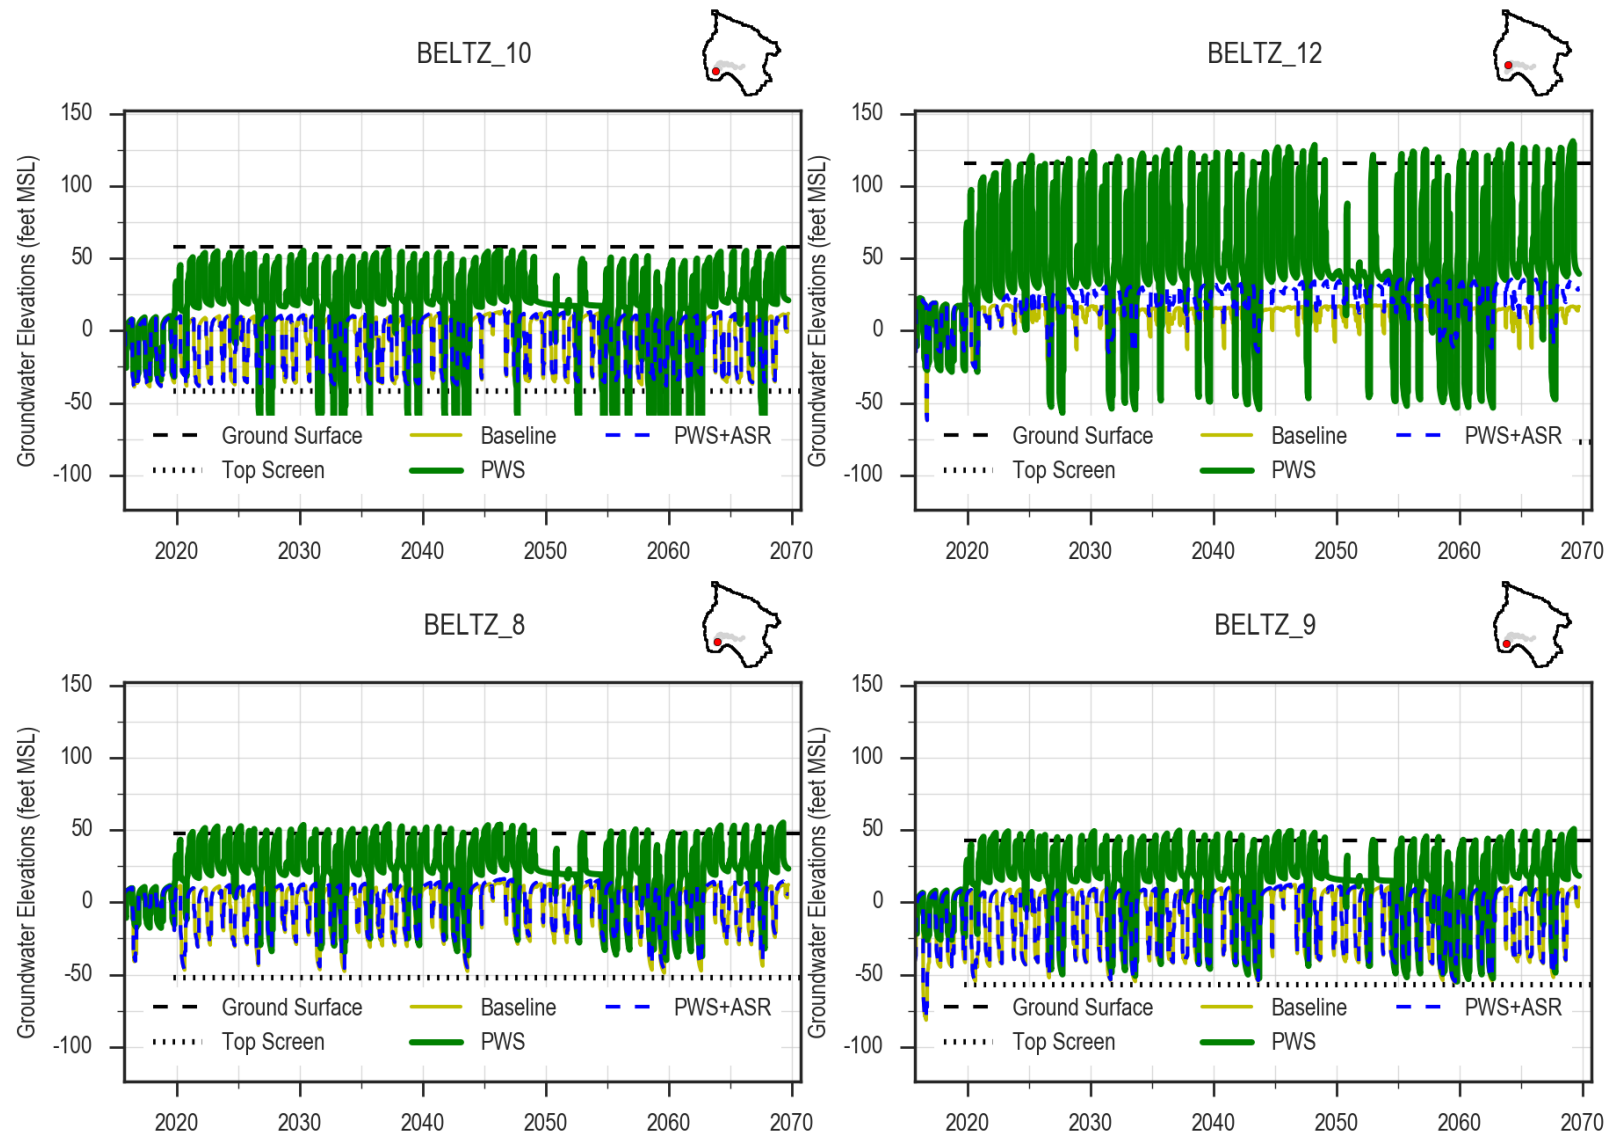 BELTZ_10
Groundwater Elevations (feet MSL)
150
100
50
0
-50
-100
Ground Surface
Baseline
PWS+ASR
Top Screen
PWS
2020 2030 2040 2050 2060 2070
BELTZ_12
Groundwater Elevations (feet MSL)
150
100
50
0
-50
-100
Ground Surface
Baseline
PWS+ASR
Top Screen
PWS
2020 2030 2040 2050 2060 2070
BELTZ_8
Groundwater Elevations (feet MSL)
150
100
50
0
-50
-100
Ground Surface
Baseline
PWS+ASR
Top Screen
PWS
2020 2030 2040 2050 2060 2070
BELTZ_9
Groundwater Elevations (feet MSL)
150
100
50
0
-50
-100
Ground Surface
Baseline
PWS+ASR
Top Screen
PWS
2020 2030 2040 2050 2060 2070